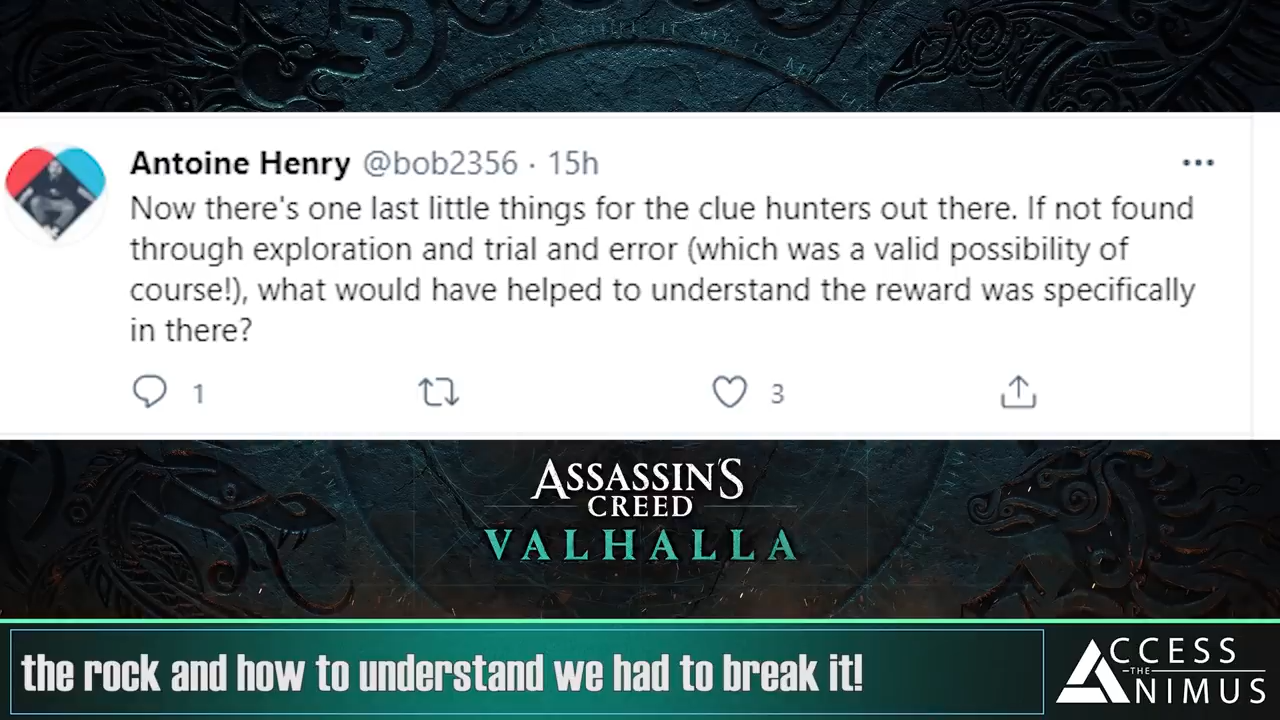 Antoine Henry @bob2356 · 15h
Now there's one last little things for the clue hunters out there. If not found
through exploration and trial and error (which was a valid possibility of
course!), what would have helped to understand the reward was specifically
in there?
1 3
ASSASSIN'S
CREED
VALHALLA
the rock and how to understand we had to break it!
ACCESS
THE
ANIMUS